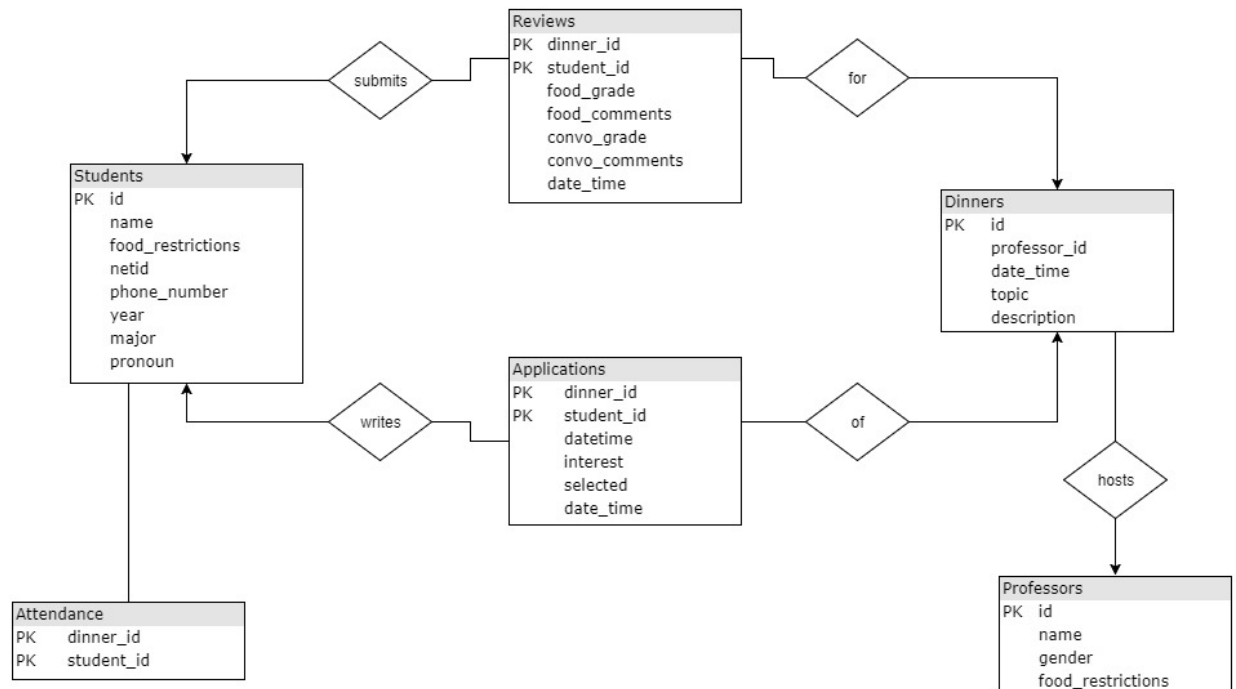 Reviews
PK dinner_id
PK student_id
food_grade
food_comments
convo_grade
convo_comments
date_time
submits
for
Students
PK id
name
food_restrictions
netid
phone_number
year
major
pronoun
Dinners
PK id
professor_id
date_time
topic
description
Applications
PK dinner_id
PK student_id
datetime
interest
selected
date_time
writes
of
hosts
Attendance
PK dinner_id
PK student_id
Professors
PK id
name
gender
food_restrictions